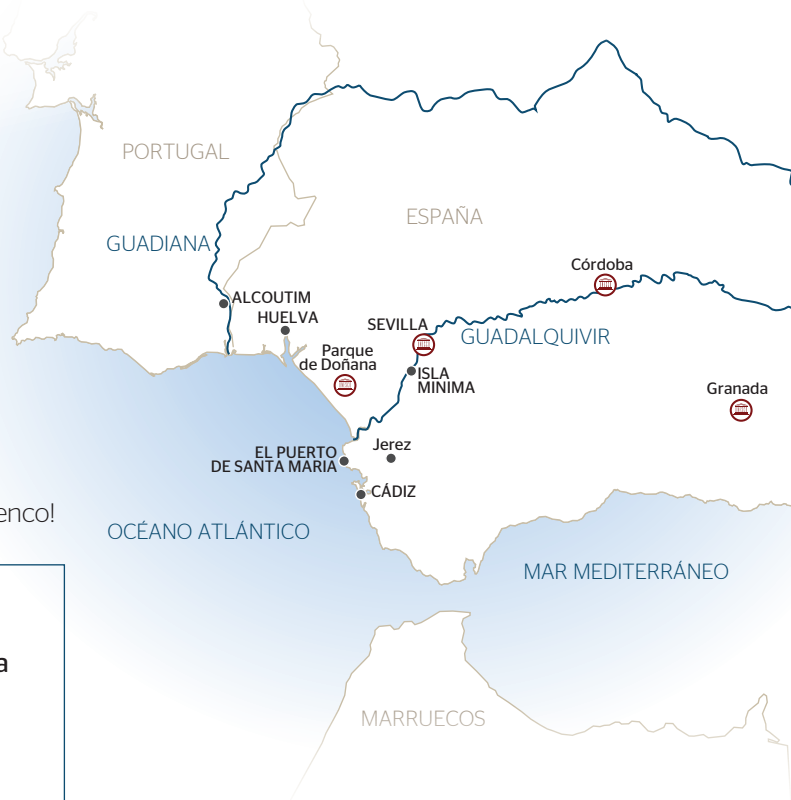 PORTUGAL
ESPAÑA
GUADIANA
Córdoba
ALCOUTIM
HUELVA
SEVILLA
GUADALQUIVIR
Parque
de Doñana
ISLA
MINIMA
Granada
Jerez
EL PUERTO
DE SANTA MARIA
CÁDIZ
enco!
OCÉANO ATLÁNTICO
MAR MEDITERRÁNEO
a
MARRUECOS